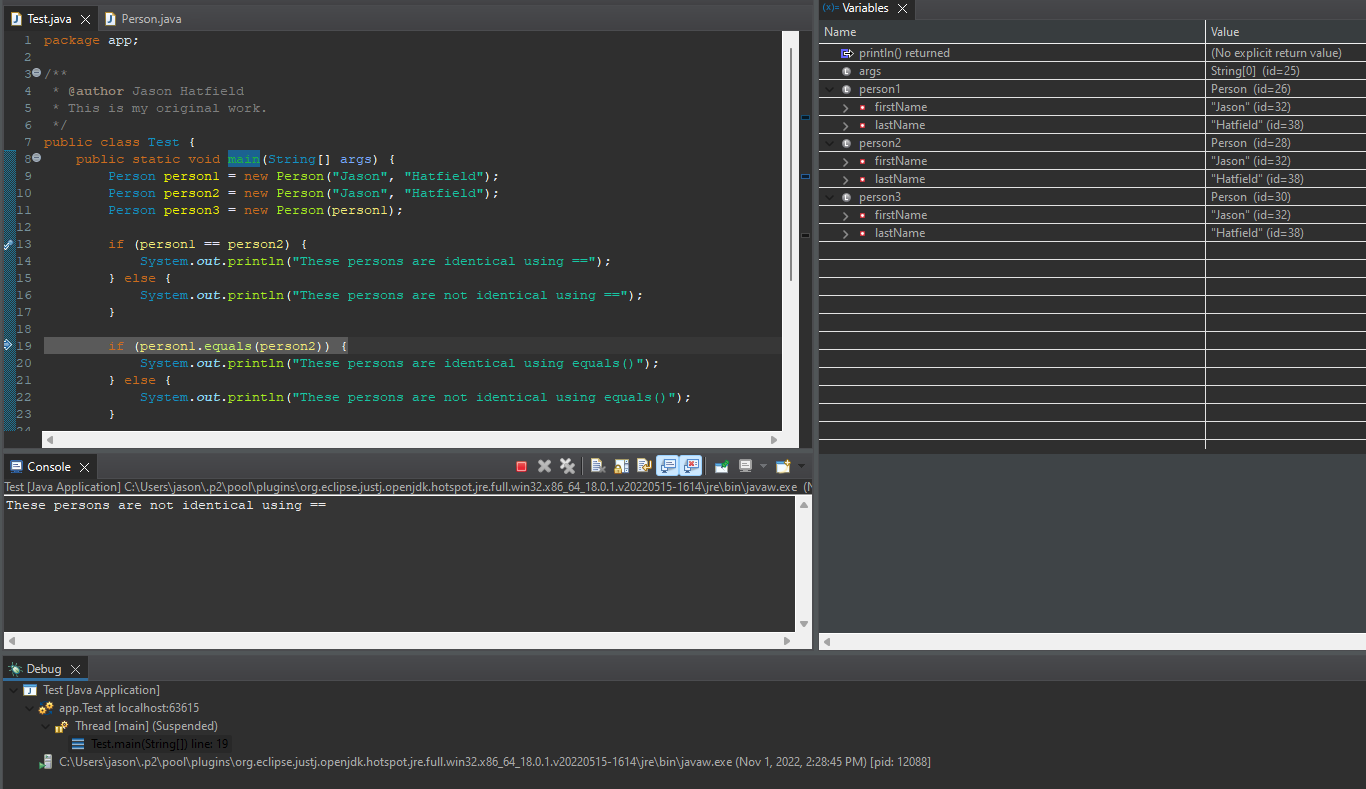 Test.java
Person.java
1 package app;
2
3 /**
4 * @author Jason Hatfield
5 * This is my original work.
6 */
7 public class Test {
8 public static void main(String[] args) {
9 Person person1 = new Person("Jason", "Hatfield");
10 Person person2 = new Person("Jason", "Hatfield");
11 Person person3 = new Person(person1);
12
13 if (person1 == person2) {
14 System.out.println("These persons are identical using ==");
15 } else {
16 System.out.println("These persons are not identical using ==");
17 }
18
19 if (person1.equals(person2)) {
20 System.out.println("These persons are identical using equals()");
21 } else {
22 System.out.println("These persons are not identical using equals()");
23 }
24
(x)= Variables
Name Value
println() returned (No explicit return value)
args String[0] (id=25)
person1 Person (id=26)
firstName "Jason" (id=32)
lastName "Hatfield" (id=38)
person2 Person (id=28)
firstName "Jason" (id=32)
lastName "Hatfield" (id=38)
person3 Person (id=30)
firstName "Jason" (id=32)
lastName "Hatfield" (id=38)
Console
Test [Java Application] C:\Users\jason\.p2\pool\plugins\org.eclipse.justj.openjdk.hotspot.jre.full.win32.x86_64_18.0.1.v20220515-1614\jre\bin\javaw.exe (N
These persons are not identical using ==
Debug
Test [Java Application]
app.Test at localhost:63615
Thread [main] (Suspended)
Test.main(String[]) line: 19
C:\Users\jason\.p2\pool\plugins\org.eclipse.justj.openjdk.hotspot.jre.full.win32.x86_64_18.0.1.v20220515-1614\jre\bin\javaw.exe (Nov 1, 2022, 2:28:45 PM) [pid: 12088]